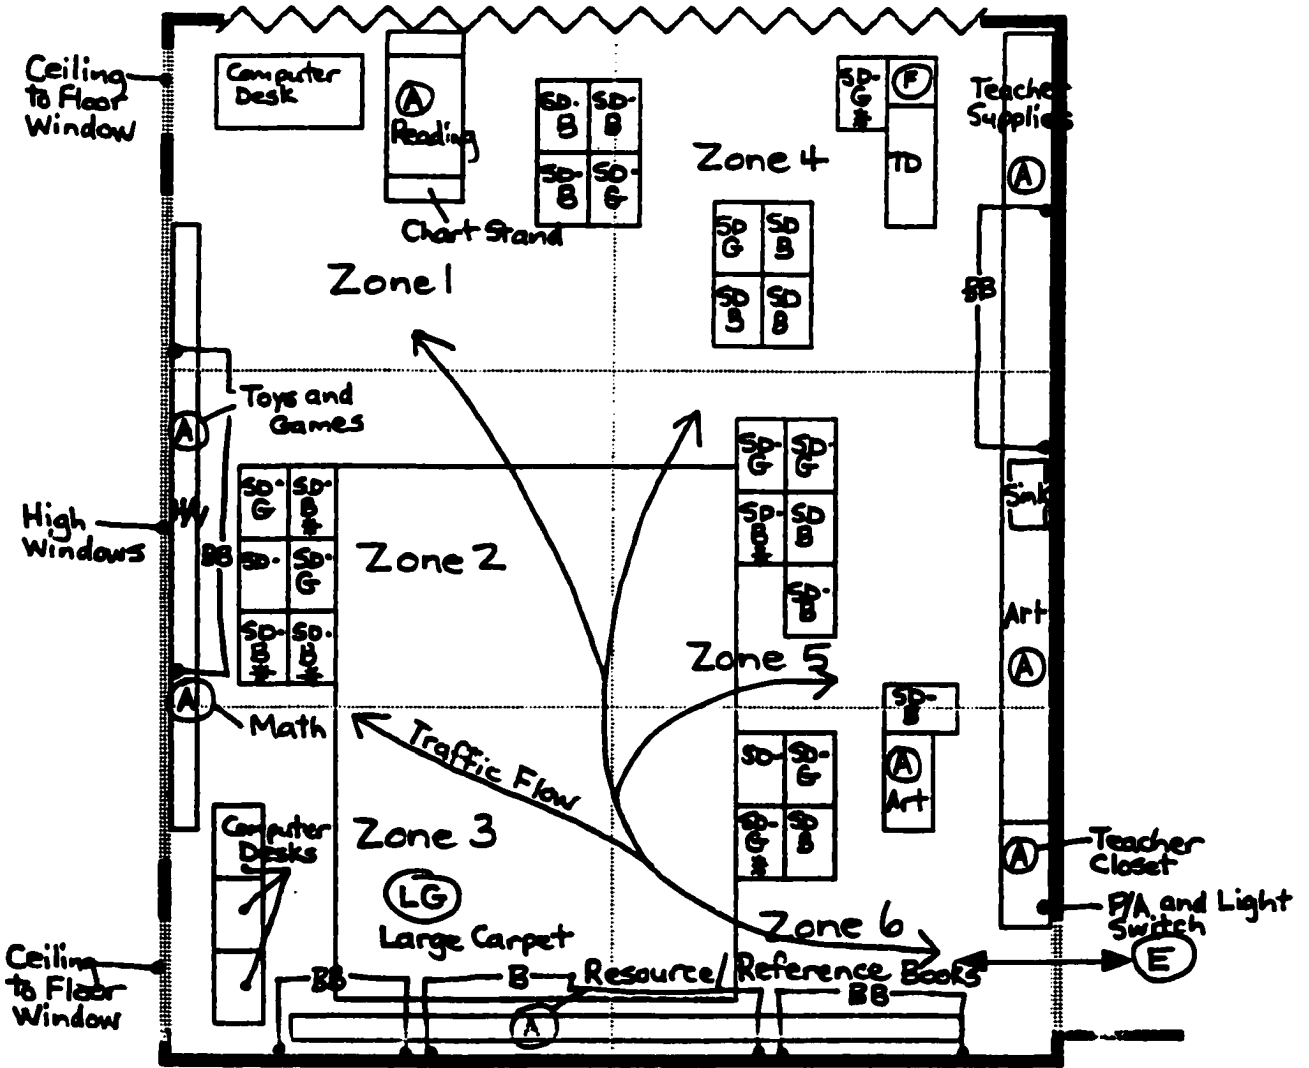 Ceiling
to Floor
Window
Computer
Desk
A
Reading
Chart Stand
SD-
B
SD-
B
SD-
B
SD-
G
Zone 4
SD-
G
*
F
TD
Teacher
Supplies
A
SD
G
SD
B
SD
B
SD
B
BB
Zone 1
Toys and
Games
A
High
Windows
BB
SD-
G
SD-
B
*
SD-
SD-
G
SD-
B
*
SD-
B
*
Zone 2
SD-
G
SD-
G
SD-
B
*
SD
B
SD-
B
Sink
Art
A
Zone 5
A
Math
SD-
B
A
Art
Traffic Flow
SD-
SD-
G
SD-
G
*
SD
B
Computer
Desks
Zone 3
LG
Large Carpet
A
Teacher
Closet
P/A and Light
Switch
Zone 6
E
Ceiling
to Floor
Window
BB
B
Resource/Reference Books
BB
A